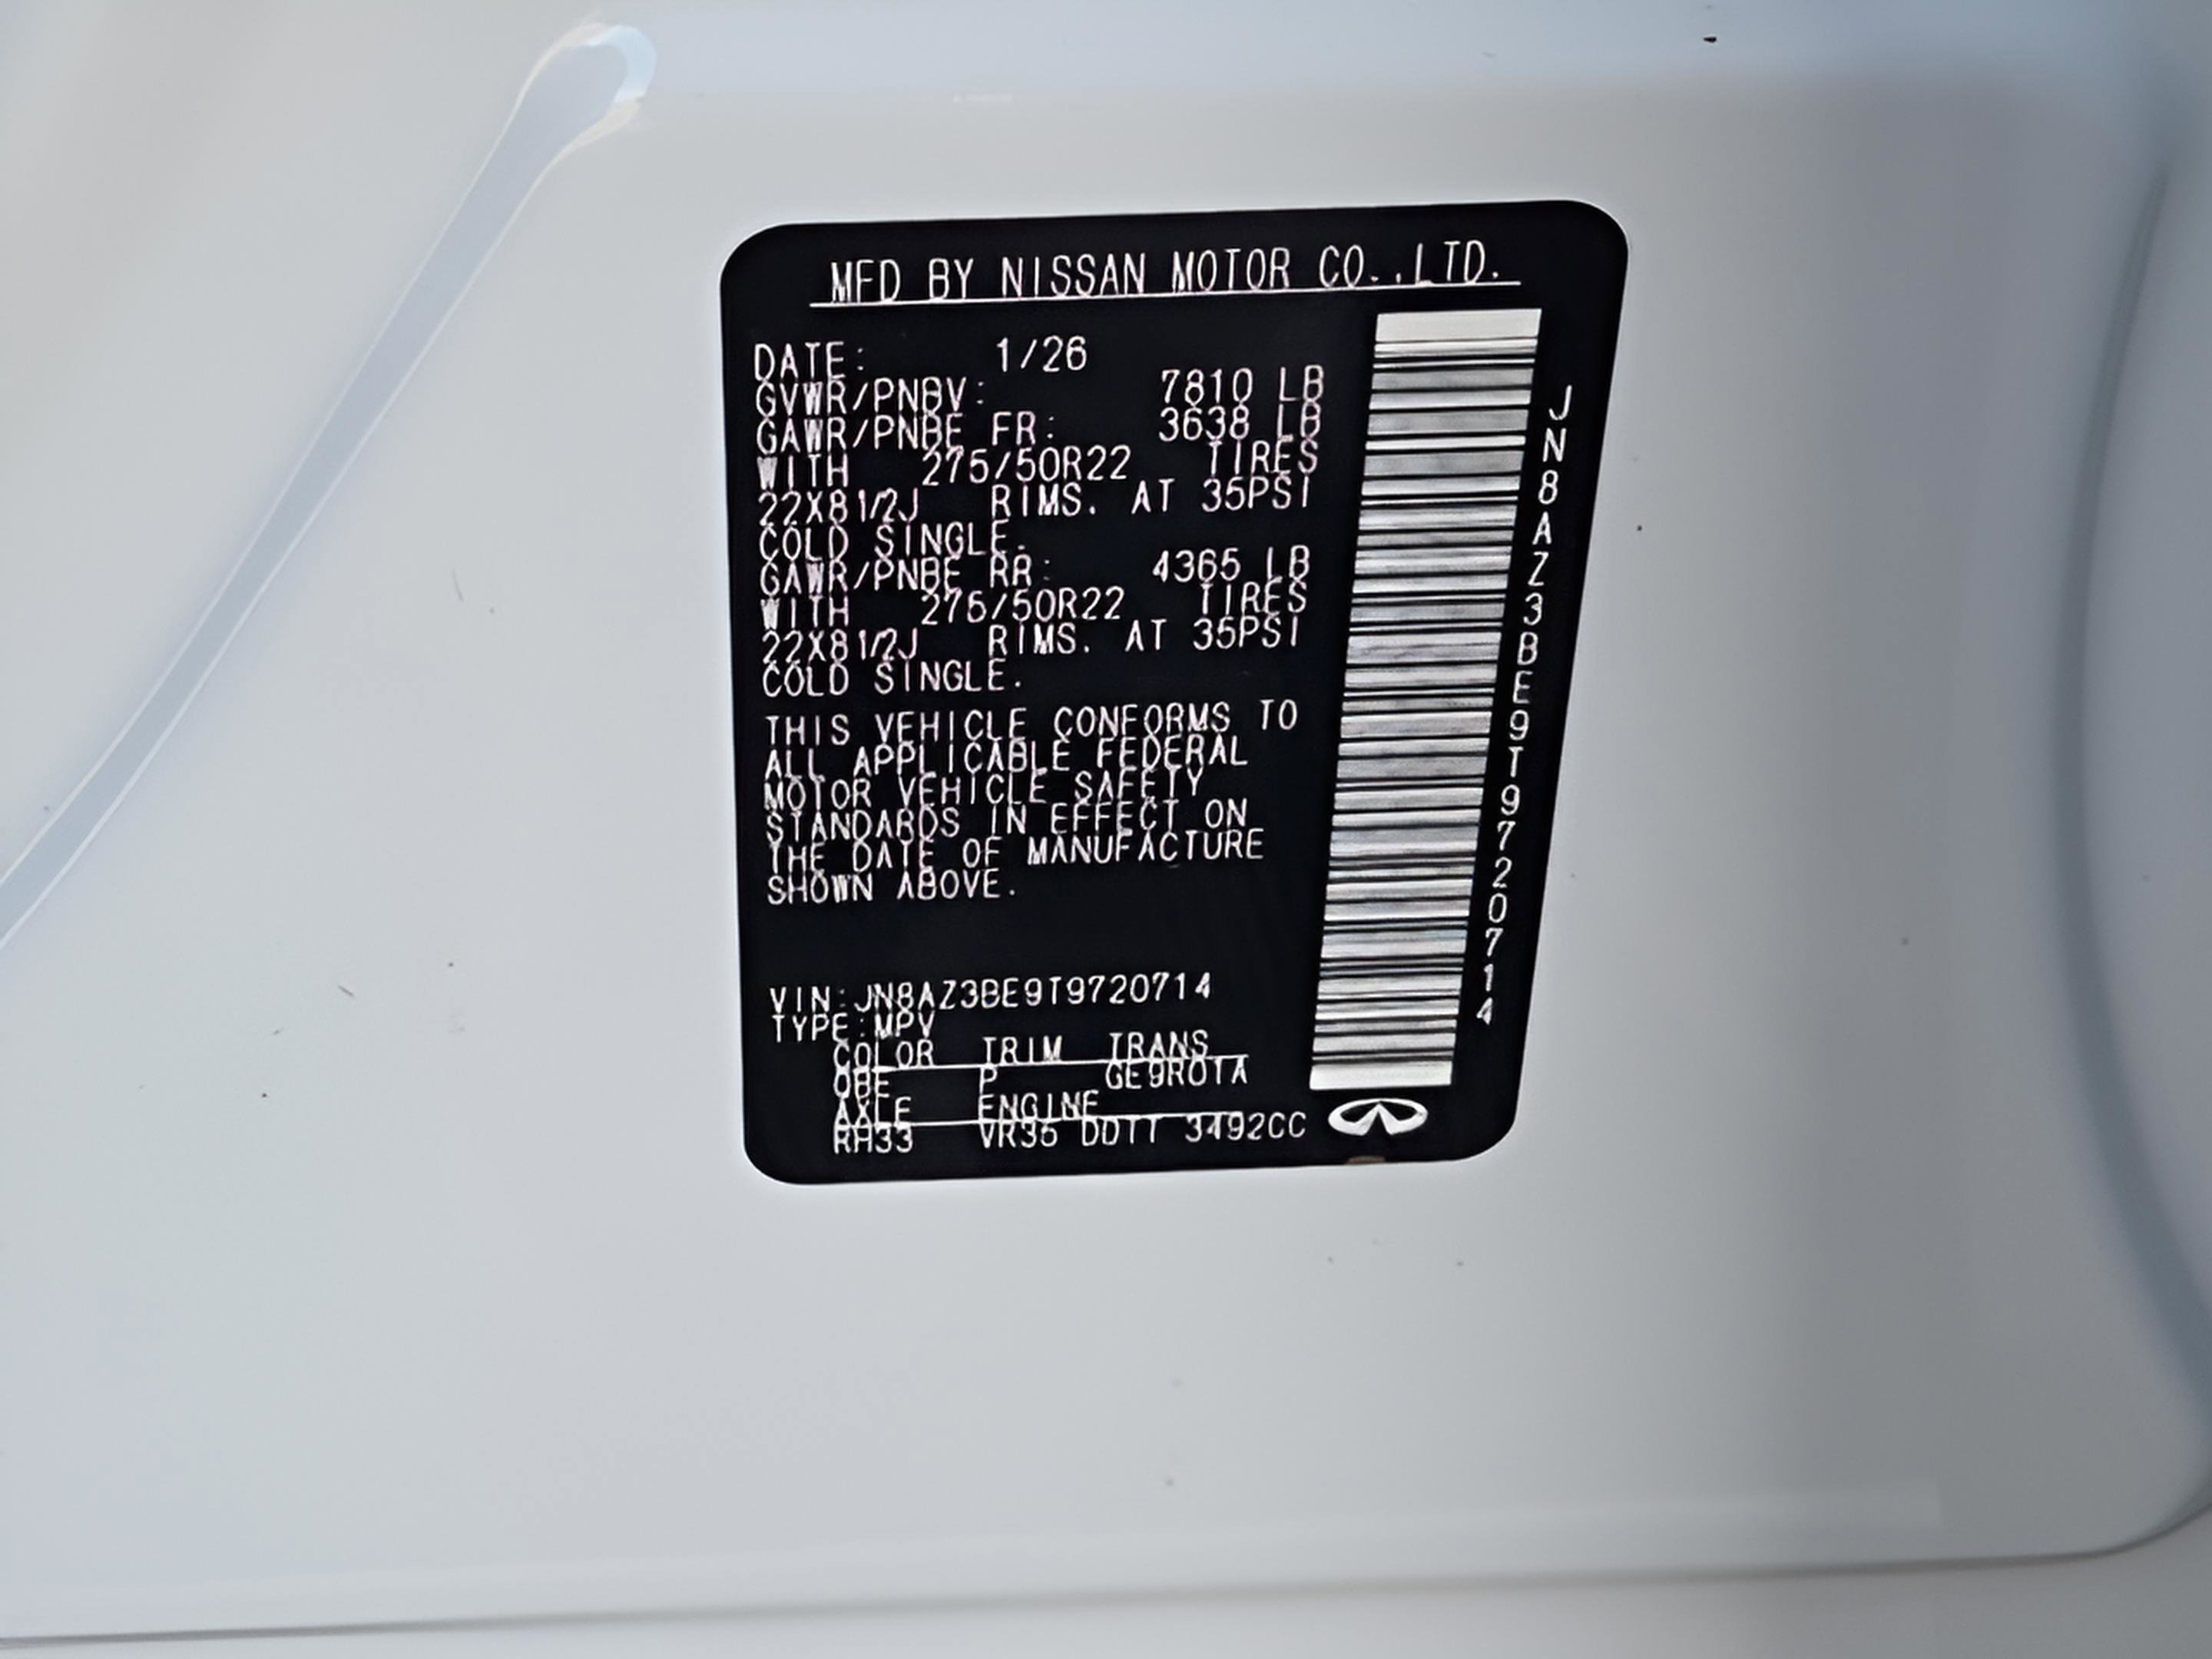 MFD BY NISSAN MOTOR CO.,LTD.
DATE: 1/26
GVWR/PNBV: 7810 LB
GAWR/PNBE FR: 3638 LB
WITH 275/50R22 TIRES
22X81/2J RIMS. AT 35PSI
COLD SINGLE.
GAWR/PNBE RR: 4365 LB
WITH 275/50R22 TIRES
22X81/2J RIMS. AT 35PSI
COLD SINGLE.
THIS VEHICLE CONFORMS TO
ALL APPLICABLE FEDERAL
MOTOR VEHICLE SAFETY
STANDARDS IN EFFECT ON
THE DATE OF MANUFACTURE
SHOWN ABOVE.
VIN:JN8AZ3BE9T9720714
TYPE:MPV
COLOR TRIM TRANS
QBE P GE9R01A
AXLE ENGINE
RH33 VR35 DDTT 3492CC
JN8AZ3BE9T9720714